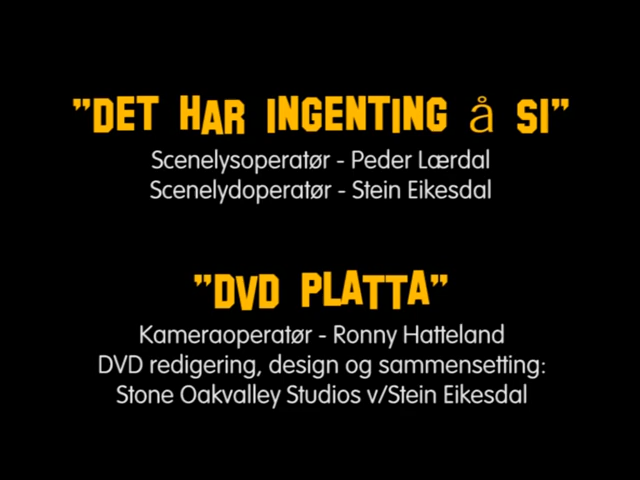 "DET HAR INGENTING å SI"
Scenelysoperatør - Peder Lærdal
Scenelydoperatør - Stein Eikesdal
"DVD PLATTA"
Kameraoperatør - Ronny Hatteland
DVD redigering, design og sammensetting:
Stone Oakvalley Studios v/Stein Eikesdal